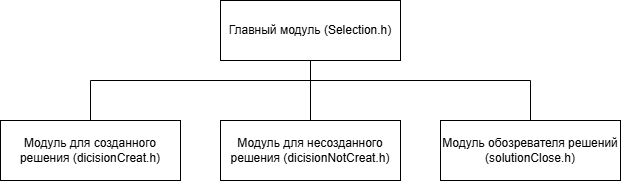 Главный модуль (Selection.h)
Модуль для созданного
решения (dicisionCreat.h)
Модуль для несозданного
решения (dicisionNotCreat.h)
Модуль обозревателя решений
(solutionClose.h)